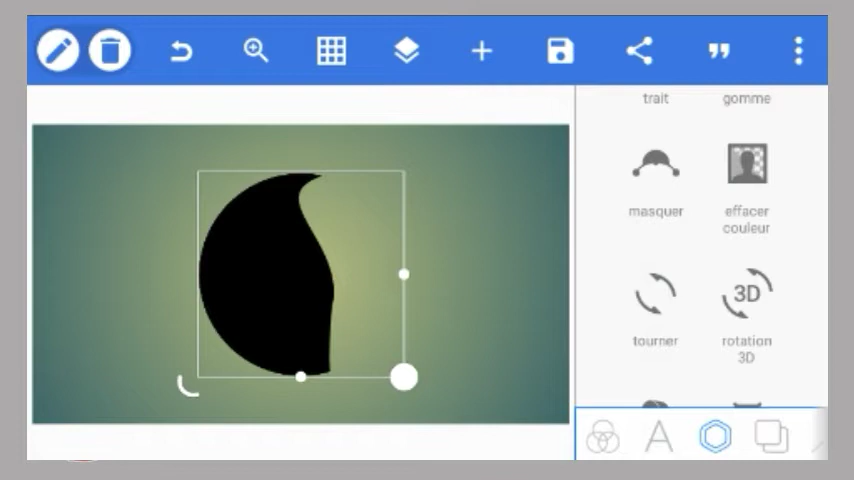 trait gomme
masquer effacer
couleur
3D
tourner rotation
3D
A